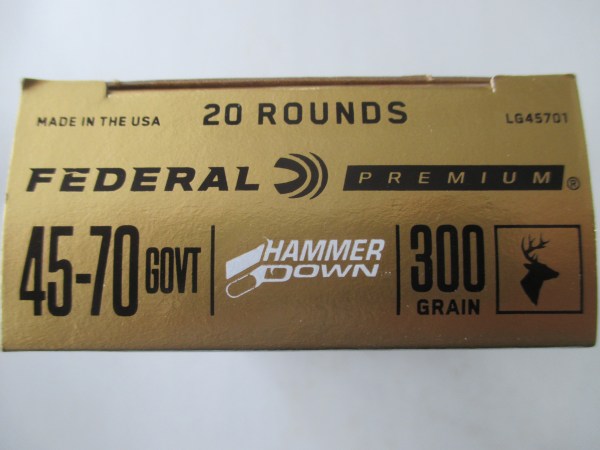 MADE IN THE USA 20 ROUNDS LG45701
FEDERAL PREMIUM®
45-70 GOVT HAMMER DOWN 300 GRAIN